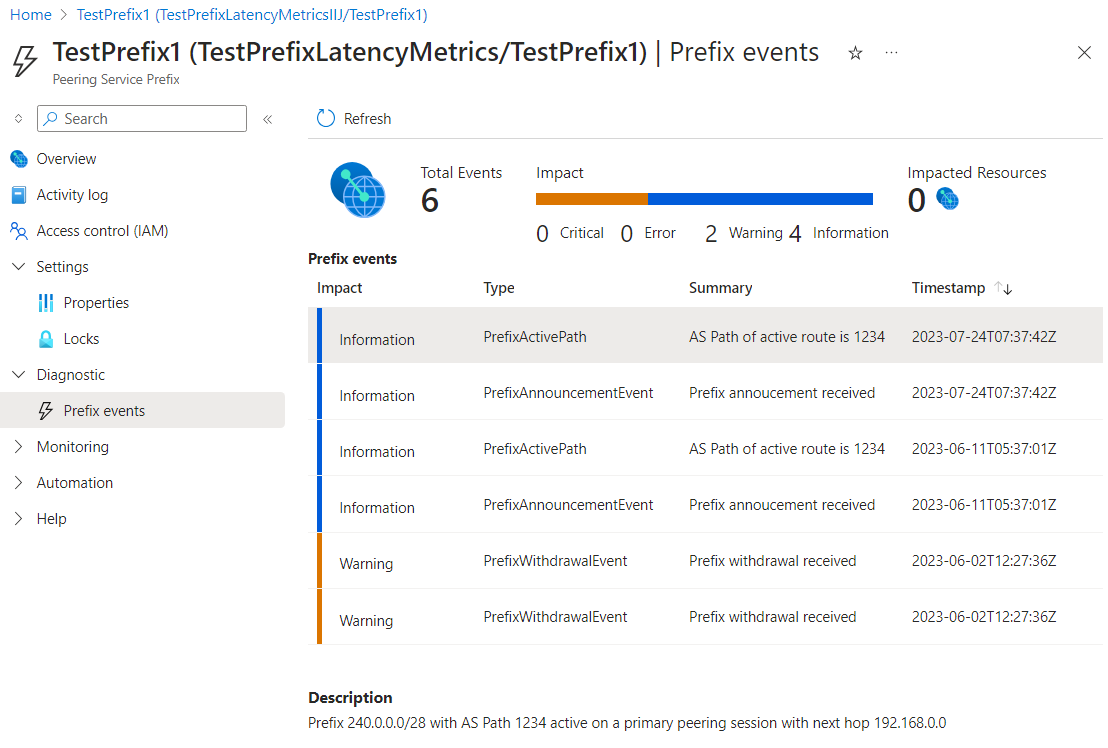 Home > TestPrefix1 (TestPrefixLatencyMetricsIIJ/TestPrefix1)
TestPrefix1 (TestPrefixLatencyMetrics/TestPrefix1) | Prefix events
Peering Service Prefix
Search
Refresh
Overview
Activity log
Access control (IAM)
Settings
Properties
Locks
Diagnostic
Prefix events
Monitoring
Automation
Help
Total Events
6
Impact
0 Critical 0 Error 2 Warning 4 Information
Impacted Resources
0
Prefix events
Impact Type Summary Timestamp
Information PrefixActivePath AS Path of active route is 1234 2023-07-24T07:37:42Z
Information PrefixAnnouncementEvent Prefix annoucement received 2023-07-24T07:37:42Z
Information PrefixActivePath AS Path of active route is 1234 2023-06-11T05:37:01Z
Information PrefixAnnouncementEvent Prefix annoucement received 2023-06-11T05:37:01Z
Warning PrefixWithdrawalEvent Prefix withdrawal received 2023-06-02T12:27:36Z
Warning PrefixWithdrawalEvent Prefix withdrawal received 2023-06-02T12:27:36Z
Description
Prefix 240.0.0.0/28 with AS Path 1234 active on a primary peering session with next hop 192.168.0.0